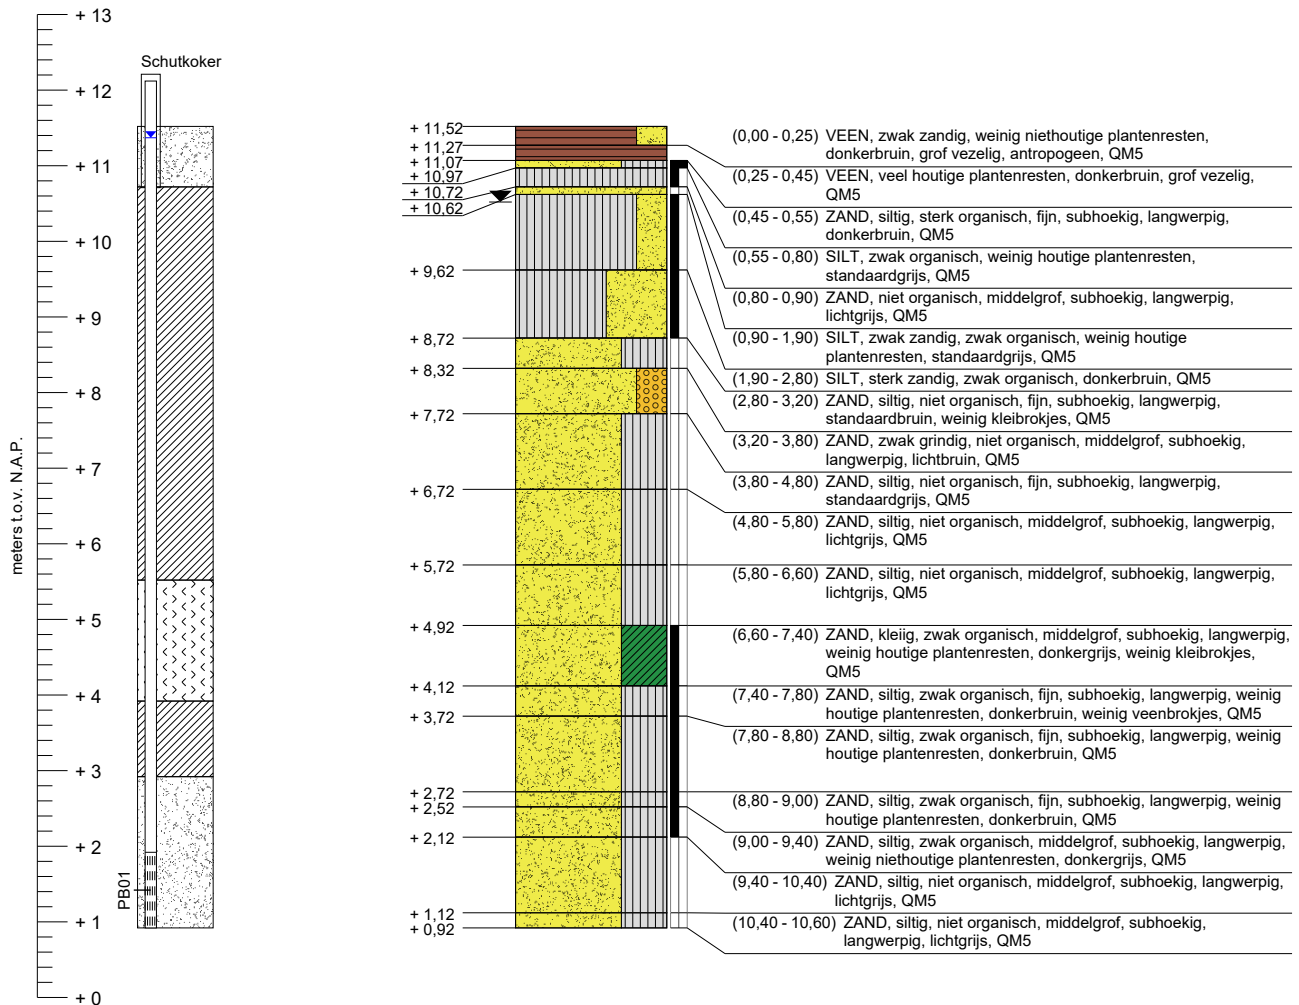 meters t.o.v. N.A.P.
+ 13
+ 12
+ 11
+ 10
+ 9
+ 8
+ 7
+ 6
+ 5
+ 4
+ 3
+ 2
+ 1
+ 0
Schutkoker
PB01
+ 11,52
+ 11,27
+ 11,07
+ 10,97
+ 10,72
+ 10,62
+ 9,62
+ 8,72
+ 8,32
+ 7,72
+ 6,72
+ 5,72
+ 4,92
+ 4,12
+ 3,72
+ 2,72
+ 2,52
+ 2,12
+ 1,12
+ 0,92
(0,00 - 0,25) VEEN, zwak zandig, weinig niethoutige plantenresten,
donkerbruin, grof vezelig, antropogeen, QM5
(0,25 - 0,45) VEEN, veel houtige plantenresten, donkerbruin, grof vezelig,
QM5
(0,45 - 0,55) ZAND, siltig, sterk organisch, fijn, subhoekig, langwerpig,
donkerbruin, QM5
(0,55 - 0,80) SILT, zwak organisch, weinig houtige plantenresten,
standaardgrijs, QM5
(0,80 - 0,90) ZAND, niet organisch, middelgrof, subhoekig, langwerpig,
lichtgrijs, QM5
(0,90 - 1,90) SILT, zwak zandig, zwak organisch, weinig houtige
plantenresten, standaardgrijs, QM5
(1,90 - 2,80) SILT, sterk zandig, zwak organisch, donkerbruin, QM5
(2,80 - 3,20) ZAND, siltig, niet organisch, fijn, subhoekig, langwerpig,
standaardbruin, weinig kleibrokjes, QM5
(3,20 - 3,80) ZAND, zwak grindig, niet organisch, middelgrof, subhoekig,
langwerpig, lichtbruin, QM5
(3,80 - 4,80) ZAND, siltig, niet organisch, fijn, subhoekig, langwerpig,
standaardgrijs, QM5
(4,80 - 5,80) ZAND, siltig, niet organisch, middelgrof, subhoekig, langwerpig,
lichtgrijs, QM5
(5,80 - 6,60) ZAND, siltig, niet organisch, middelgrof, subhoekig, langwerpig,
lichtgrijs, QM5
(6,60 - 7,40) ZAND, kleiig, zwak organisch, middelgrof, subhoekig, langwerpig,
weinig houtige plantenresten, donkergrijs, weinig kleibrokjes,
QM5
(7,40 - 7,80) ZAND, siltig, zwak organisch, fijn, subhoekig, langwerpig, weinig
houtige plantenresten, donkerbruin, weinig veenbrokjes, QM5
(7,80 - 8,80) ZAND, siltig, zwak organisch, fijn, subhoekig, langwerpig, weinig
houtige plantenresten, donkerbruin, QM5
(8,80 - 9,00) ZAND, siltig, zwak organisch, fijn, subhoekig, langwerpig, weinig
houtige plantenresten, donkerbruin, QM5
(9,00 - 9,40) ZAND, siltig, zwak organisch, middelgrof, subhoekig, langwerpig,
weinig niethoutige plantenresten, donkergrijs, QM5
(9,40 - 10,40) ZAND, siltig, niet organisch, middelgrof, subhoekig, langwerpig,
lichtgrijs, QM5
(10,40 - 10,60) ZAND, siltig, niet organisch, middelgrof, subhoekig,
langwerpig, lichtgrijs, QM5